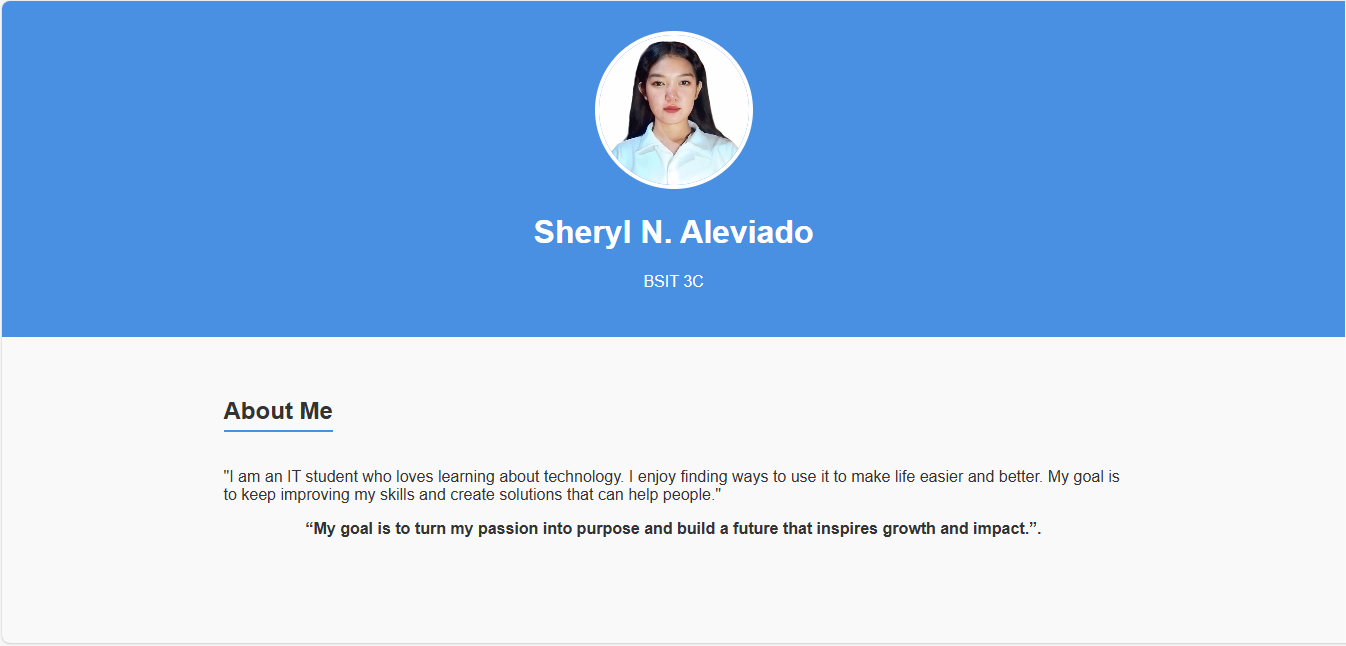 Sheryl N. Aleviado
BSIT 3C
About Me
"I am an IT student who loves learning about technology. I enjoy finding ways to use it to make life easier and better. My goal is
to keep improving my skills and create solutions that can help people."
“My goal is to turn my passion into purpose and build a future that inspires growth and impact.”.